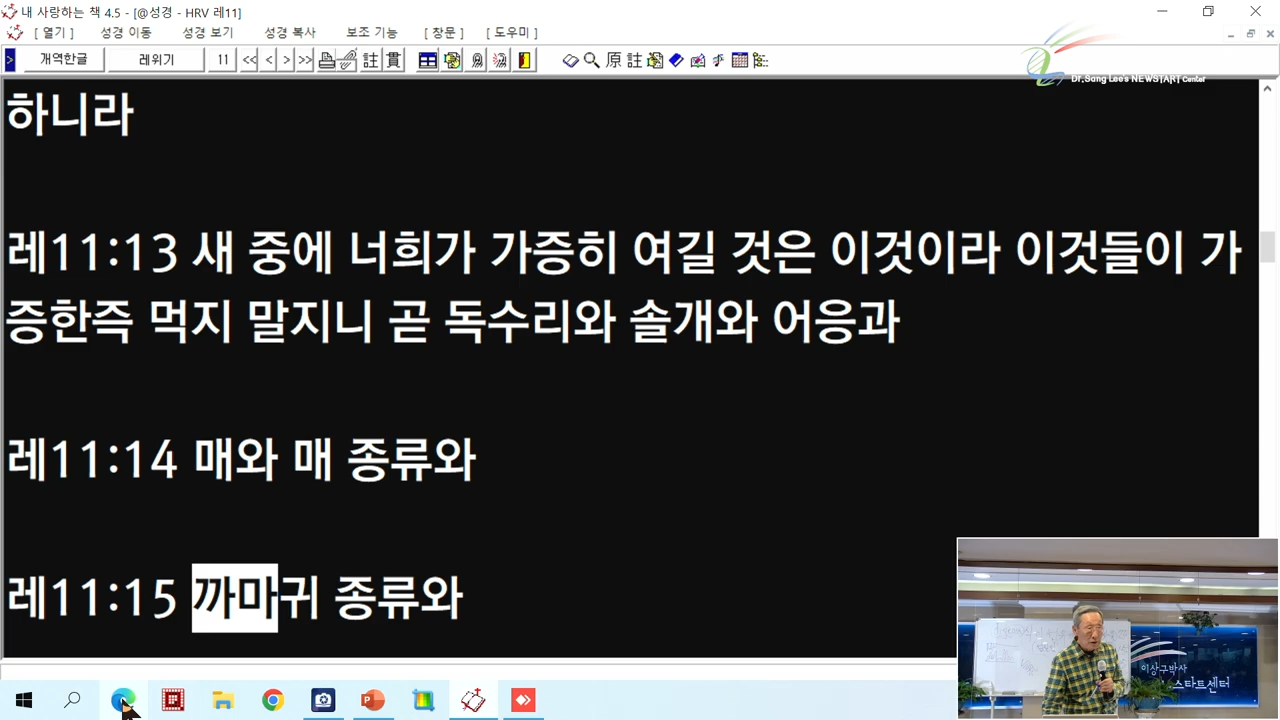 내 사랑하는 책 4.5 - [@성경 - HRV 레11]
[ 열기 ] 성경 이동 성경 보기 성경 복사 보조 기능 [ 창문 ] [ 도우미 ]
개역한글 레위기 11 << < > >> 註 貫 原 註
Dr.Sang Lee's NEWSTART Center
하니라
레11:13 새 중에 너희가 가증히 여길 것은 이것이라 이것들이 가
증한즉 먹지 말지니 곧 독수리와 솔개와 어응과
레11:14 매와 매 종류와
레11:15 까마귀 종류와
이상구박사
스타트센터